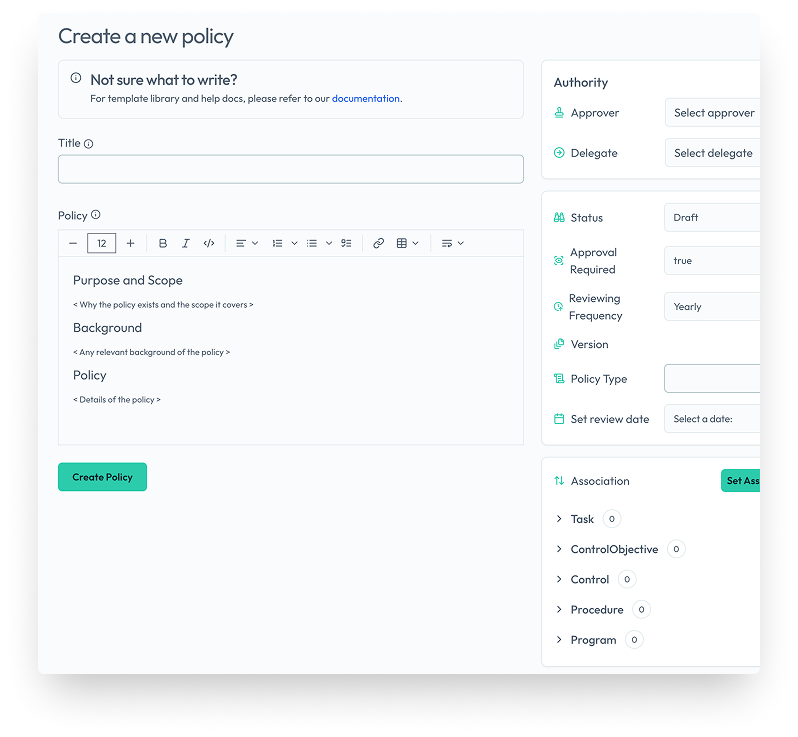 Create a new policy
Not sure what to write?
For template library and help docs, please refer to our documentation.
Title
Policy
12
B I </>
Purpose and Scope
< Why the policy exists and the scope it covers >
Background
< Any relevant background of the policy >
Policy
< Details of the policy >
Create Policy
Authority
Approver Select approver
Delegate Select delegate
Status Draft
Approval
Required
true
Reviewing
Frequency
Yearly
Version
Policy Type
Set review date Select a date:
Association Set Ass
Task 0
ControlObjective 0
Control 0
Procedure 0
Program 0